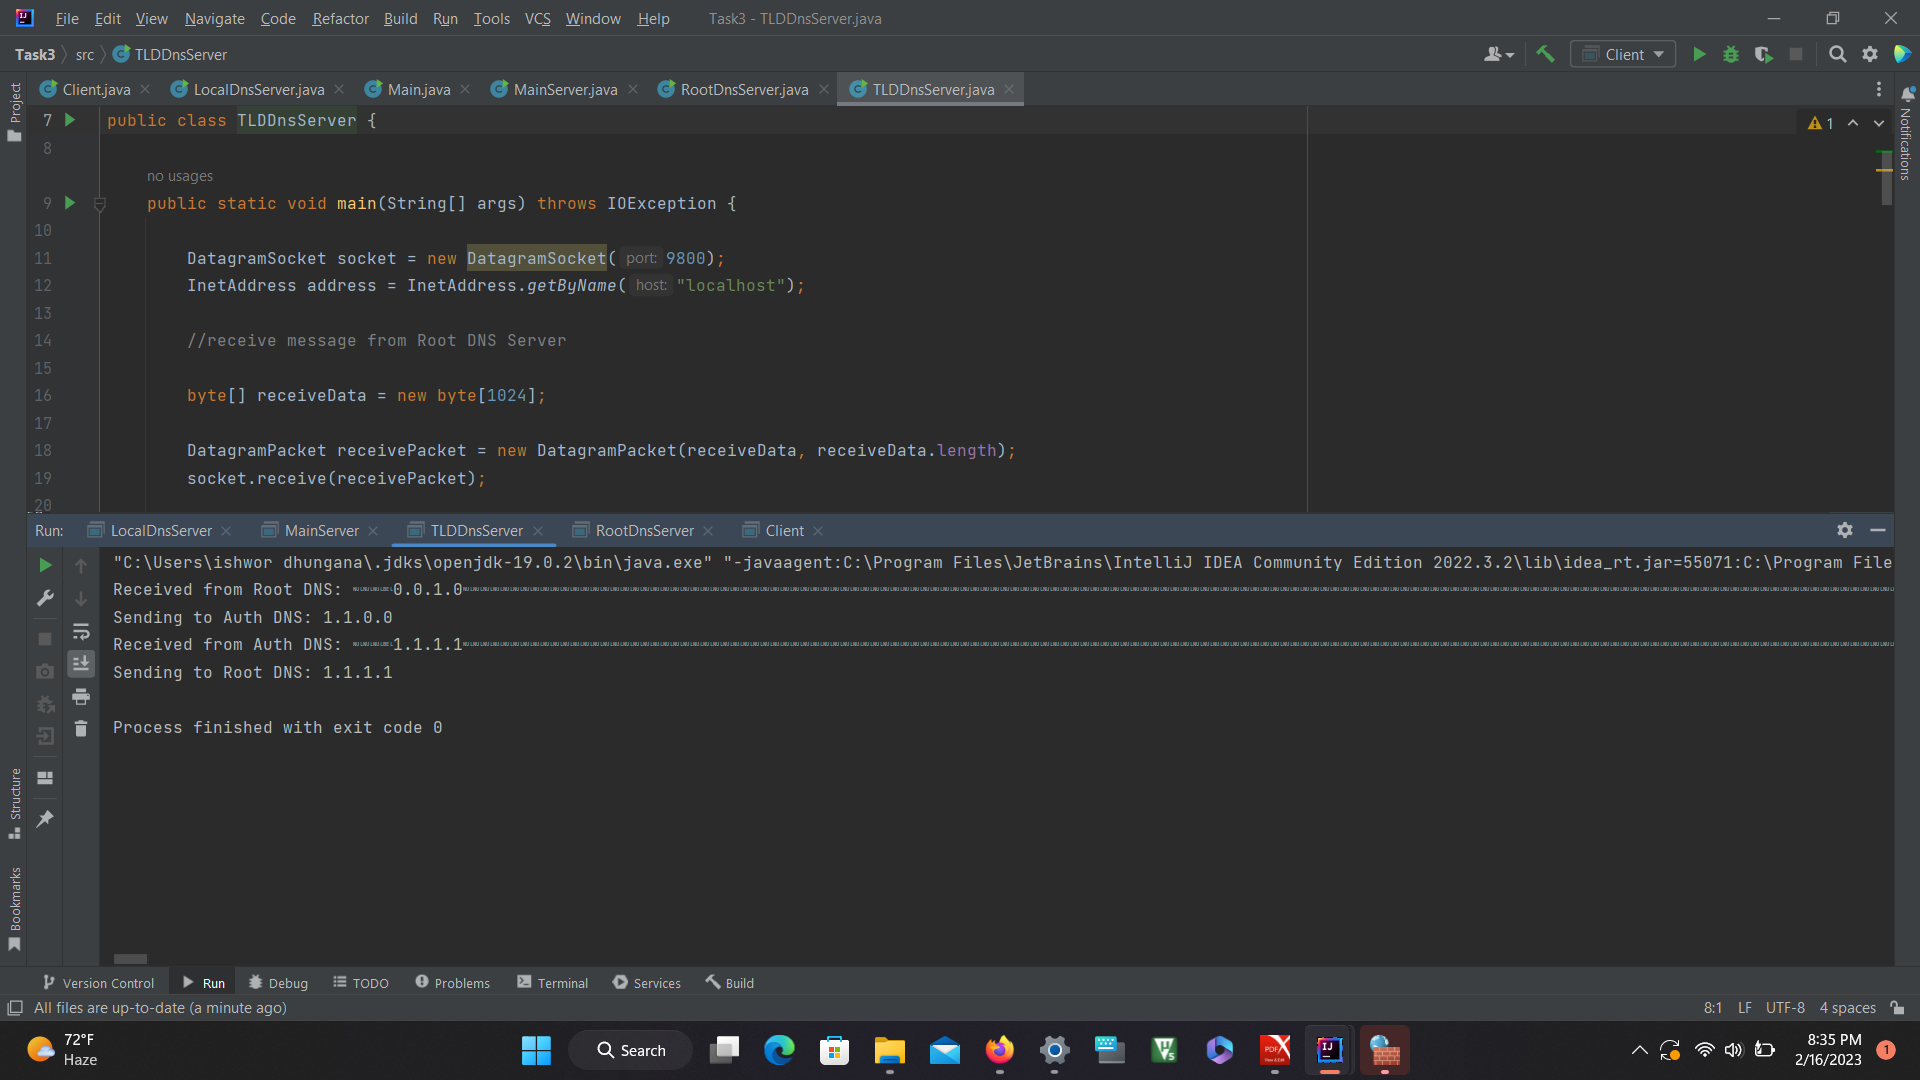 File Edit View Navigate Code Refactor Build Run Tools VCS Window Help Task3 - TLDDnsServer.java
Task3 src TLDDnsServer Client
Project
Client.java LocalDnsServer.java Main.java MainServer.java RootDnsServer.java TLDDnsServer.java
Notifications
7 public class TLDDnsServer {
1
8
no usages
9 public static void main(String[] args) throws IOException {
10
11 DatagramSocket socket = new DatagramSocket( port: 9800);
12 InetAddress address = InetAddress.getByName( host: "localhost");
13
14 //receive message from Root DNS Server
15
16 byte[] receiveData = new byte[1024];
17
18 DatagramPacket receivePacket = new DatagramPacket(receiveData, receiveData.length);
19 socket.receive(receivePacket);
20
Run: LocalDnsServer MainServer TLDDnsServer RootDnsServer Client
"C:\Users\ishwor dhungana\.jdks\openjdk-19.0.2\bin\java.exe" "-javaagent:C:\Program Files\JetBrains\IntelliJ IDEA Community Edition 2022.3.2\lib\idea_rt.jar=55071:C:\Program File
Received from Root DNS: 0.0.1.0
Sending to Auth DNS: 1.1.0.0
Received from Auth DNS: 1.1.1.1
Sending to Root DNS: 1.1.1.1
Process finished with exit code 0
Structure
Bookmarks
Version Control Run Debug TODO Problems Terminal Services Build
All files are up-to-date (a minute ago) 8:1 LF UTF-8 4 spaces
72°F
Haze
Search
8:35 PM
2/16/2023
1